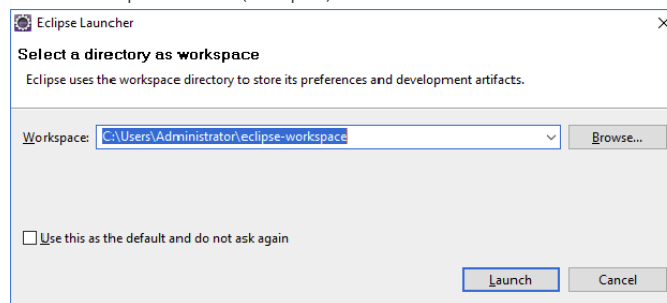 Eclipse Launcher
Select a directory as workspace
Eclipse uses the workspace directory to store its preferences and development artifacts.
Workspace: C:\Users\Administrator\eclipse-workspace Browse...
Use this as the default and do not ask again
Launch Cancel